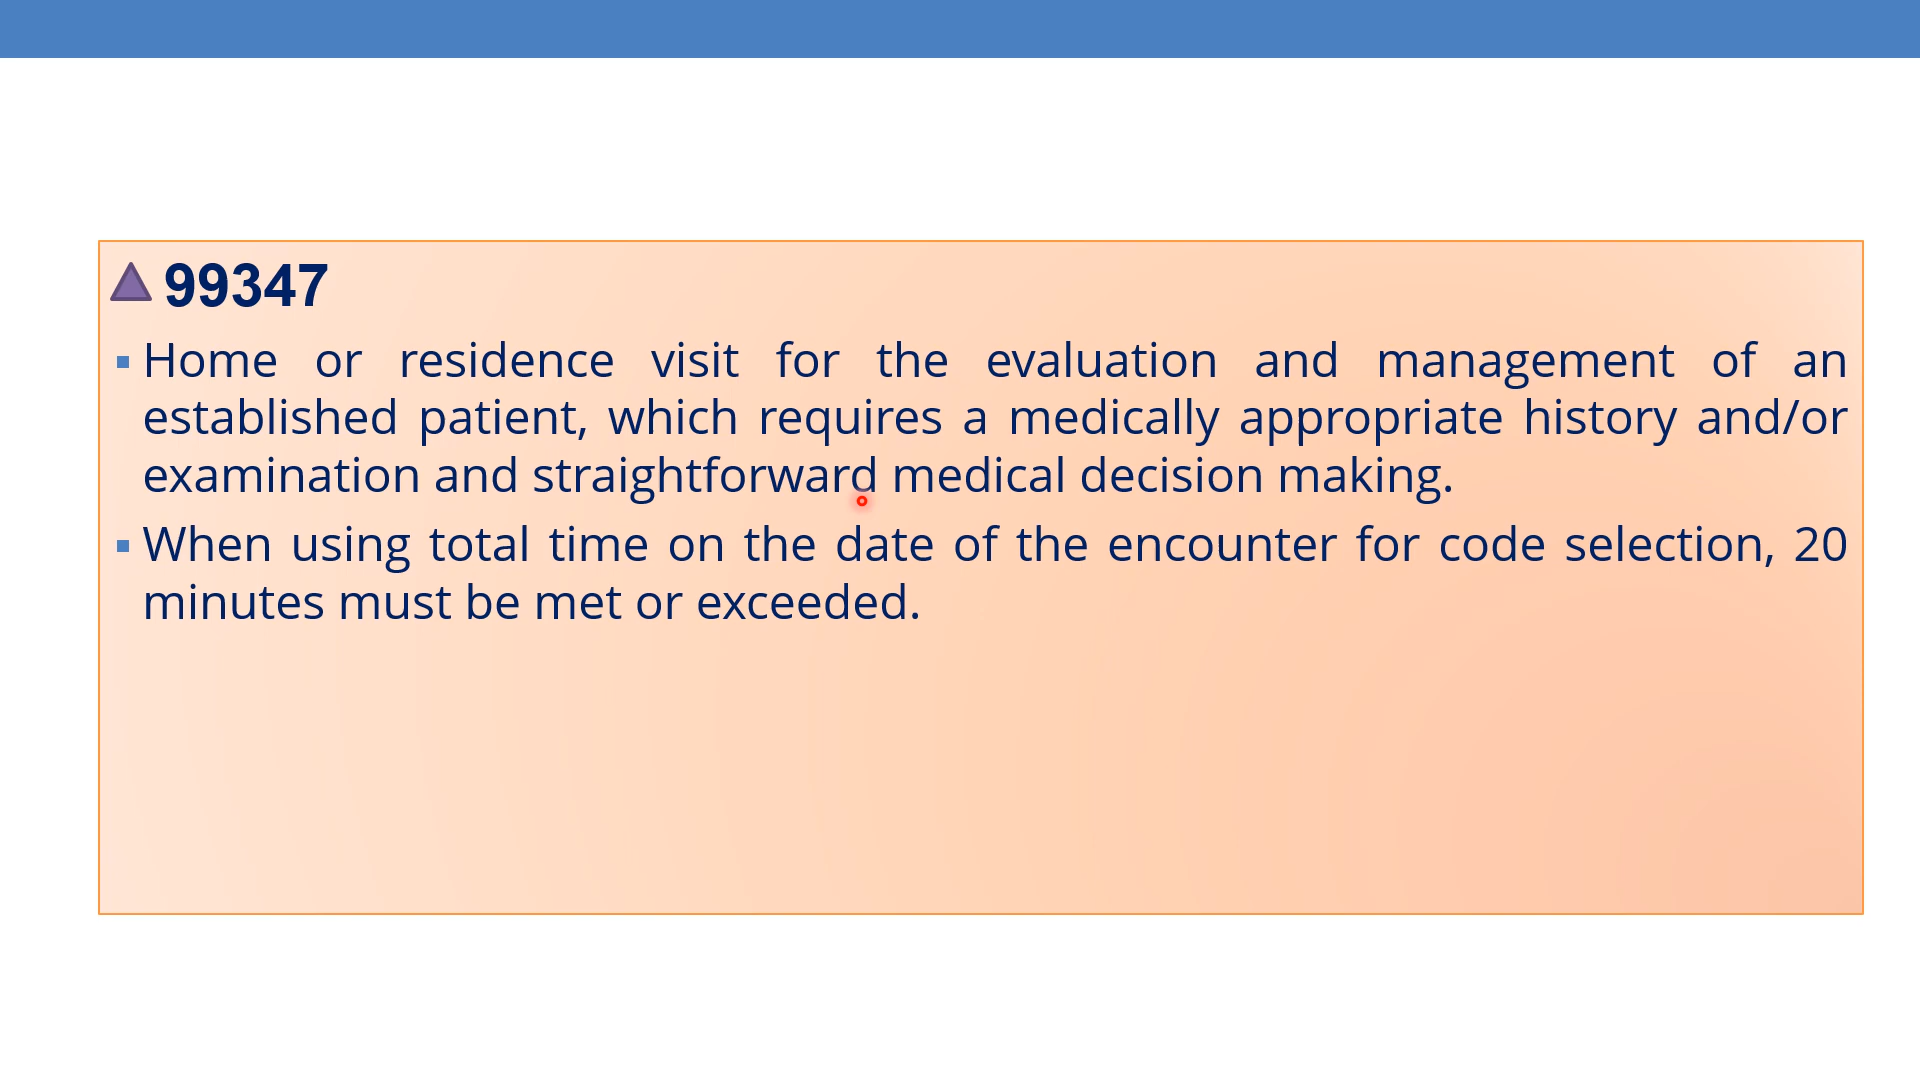 99347
Home or residence visit for the evaluation and management of an
established patient, which requires a medically appropriate history and/or
examination and straightforward medical decision making.
When using total time on the date of the encounter for code selection, 20
minutes must be met or exceeded.